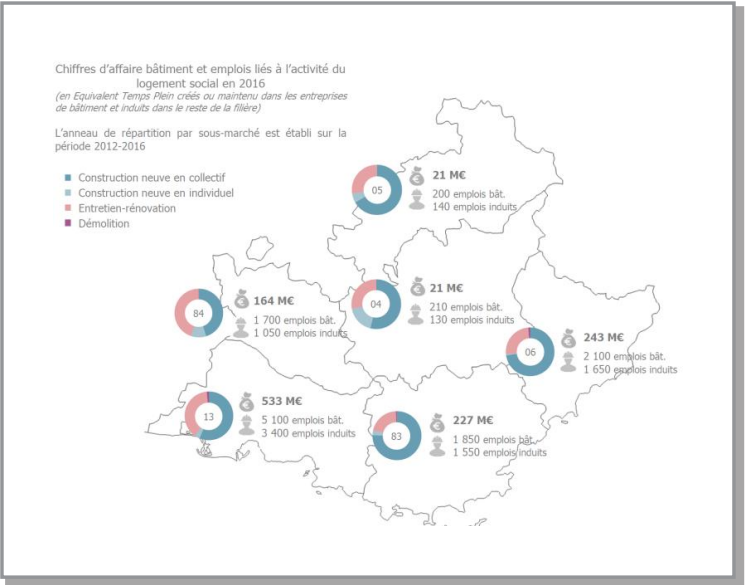 Chiffres d'affaire bâtiment et emplois liés à l'activité du
logement social en 2016
(en Equivalent Temps Plein créés ou maintenu dans les entreprises
de bâtiment et induits dans le reste de la filière)
L'anneau de répartition par sous-marché est établi sur la
période 2012-2016
Construction neuve en collectif
Construction neuve en individuel
Entretien-rénovation
Démolition
05
21 M€
200 emplois bât.
140 emplois induits
84
164 M€
1 700 emplois bât.
1 050 emplois induits
04
21 M€
210 emplois bât.
130 emplois induits
06
243 M€
2 100 emplois bât.
1 650 emplois induits
13
533 M€
5 100 emplois bât.
3 400 emplois induits
83
227 M€
1 850 emplois bât.
1 550 emplois induits